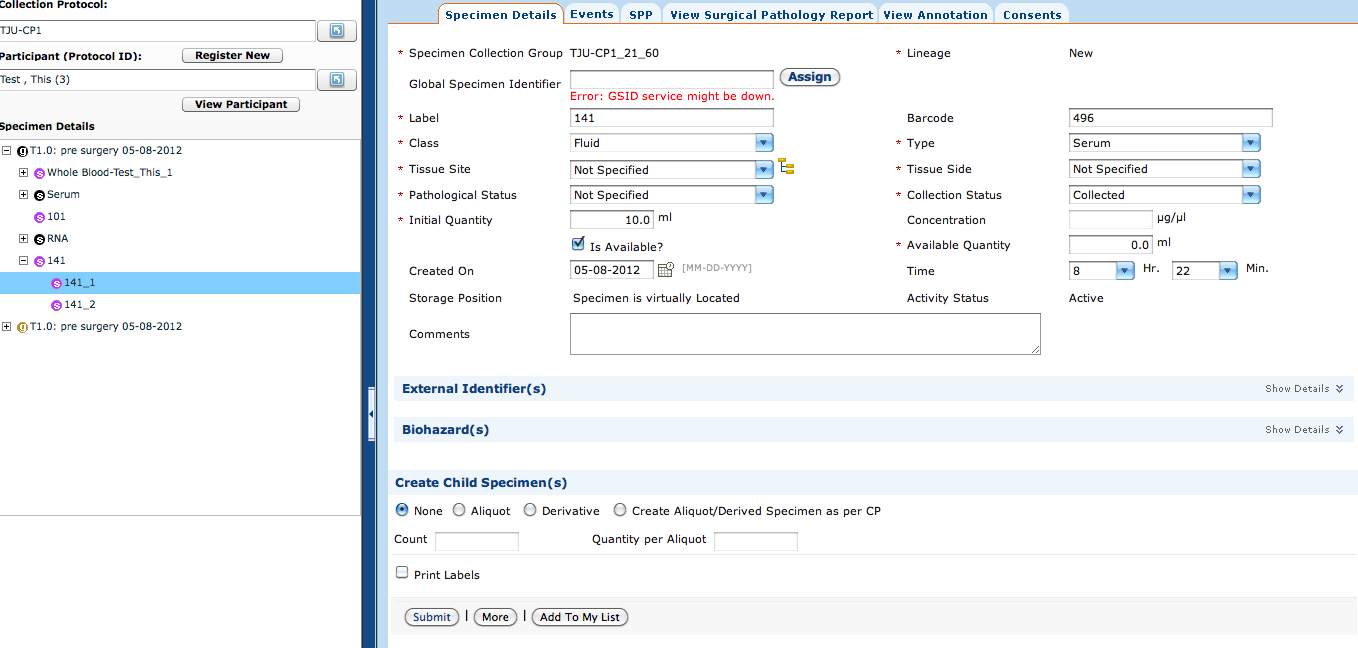 Collection Protocol:
TJU-CP1
Participant (Protocol ID): Register New
Test , This (3)
View Participant
Specimen Details
T1.0: pre surgery 05-08-2012
Whole Blood-Test_This_1
Serum
101
RNA
141
141_1
141_2
T1.0: pre surgery 05-08-2012
Specimen Details Events SPP View Surgical Pathology Report View Annotation Consents
* Specimen Collection Group TJU-CP1_21_60 * Lineage New
Global Specimen Identifier Assign
Error: GSID service might be down.
* Label 141 Barcode 496
* Class Fluid * Type Serum
* Tissue Site Not Specified * Tissue Side Not Specified
* Pathological Status Not Specified * Collection Status Collected
* Initial Quantity 10.0 ml Concentration µg/µl
Is Available? * Available Quantity 0.0 ml
Created On 05-08-2012 [MM-DD-YYYY] Time 8 Hr. 22 Min.
Storage Position Specimen is virtually Located Activity Status Active
Comments
External Identifier(s) Show Details
Biohazard(s) Show Details
Create Child Specimen(s)
None Aliquot Derivative Create Aliquot/Derived Specimen as per CP
Count Quantity per Aliquot
Print Labels
Submit | More | Add To My List